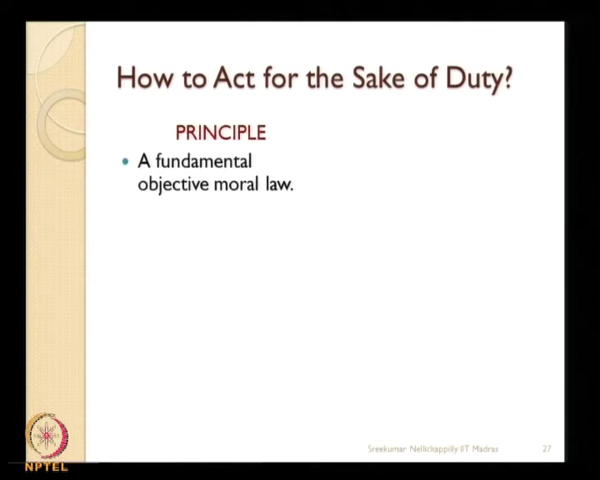 How to Act for the Sake of Duty?
PRINCIPLE
• A fundamental
objective moral law.
Sreekumar Nellickappilly IIT Madras
27
NPTEL